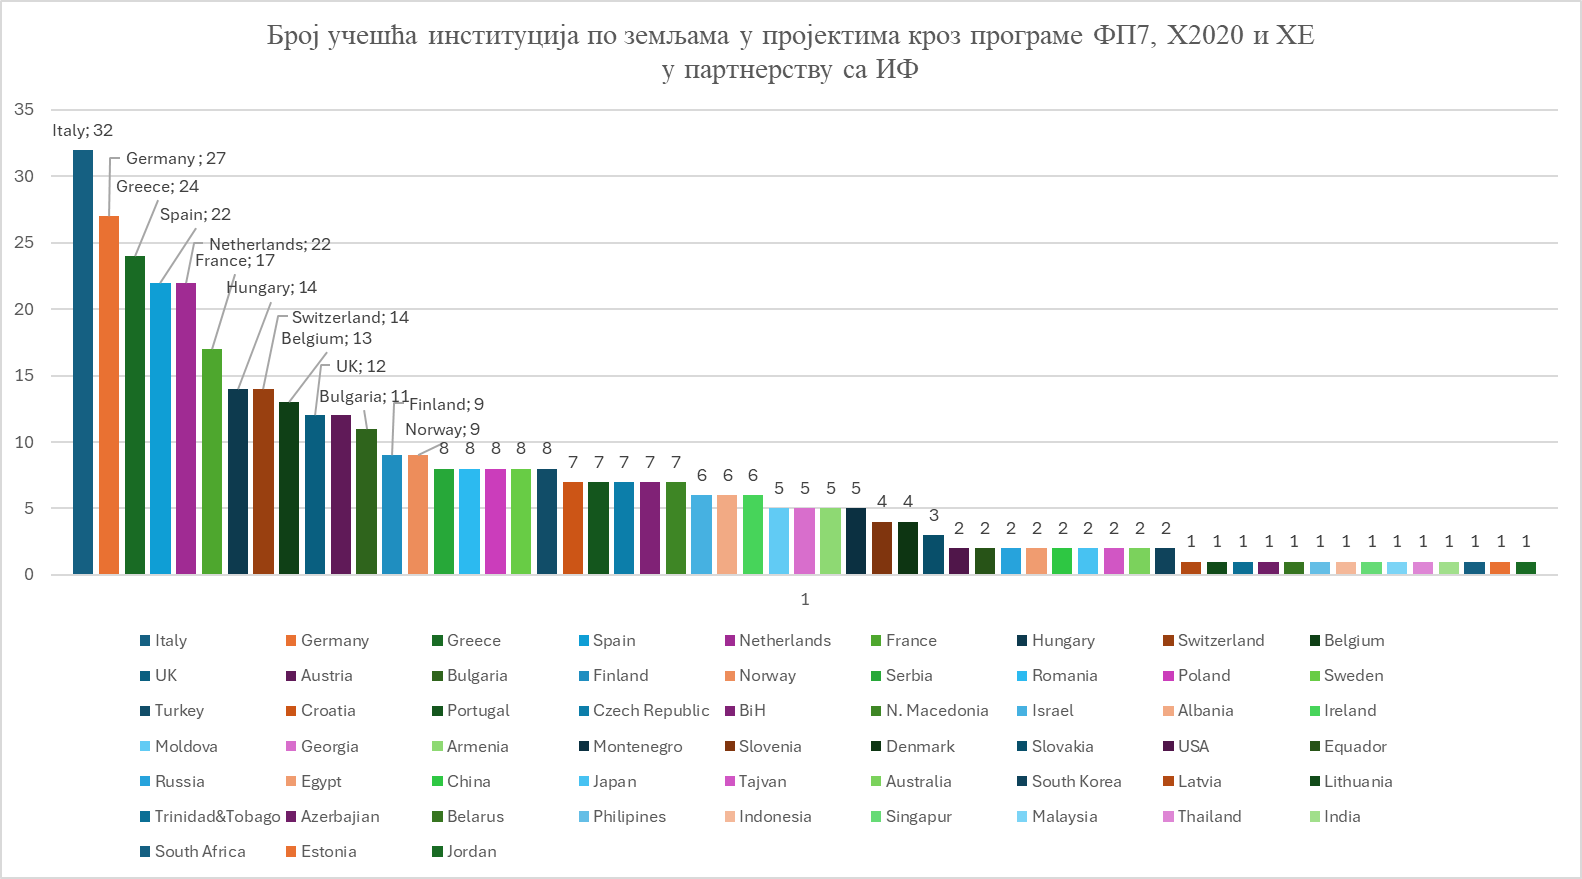 Број учешћа институција по земљама у пројектима кроз програме ФП7, Х2020 и ХЕ
у партнерству са ИФ
35
30
25
20
15
10
5
0
Italy; 32
Germany ; 27
Greece; 24
Spain; 22
Netherlands; 22
France; 17
Hungary; 14
Switzerland; 14
Belgium; 13
UK; 12
Bulgaria; 11
Finland; 9
Norway; 9
8 8 8 8 8
7 7 7 7 7
6 6 6
5 5 5 5
4 4
3
2 2 2 2 2 2 2 2 2
1 1 1 1 1 1 1 1 1 1 1 1 1 1
1
Italy Germany Greece Spain Netherlands France Hungary Switzerland Belgium
UK Austria Bulgaria Finland Norway Serbia Romania Poland Sweden
Turkey Croatia Portugal Czech Republic BiH N. Macedonia Israel Albania Ireland
Moldova Georgia Armenia Montenegro Slovenia Denmark Slovakia USA Equador
Russia Egypt China Japan Tajvan Australia South Korea Latvia Lithuania
Trinidad&Tobago Azerbajian Belarus Philipines Indonesia Singapur Malaysia Thailand India
South Africa Estonia Jordan